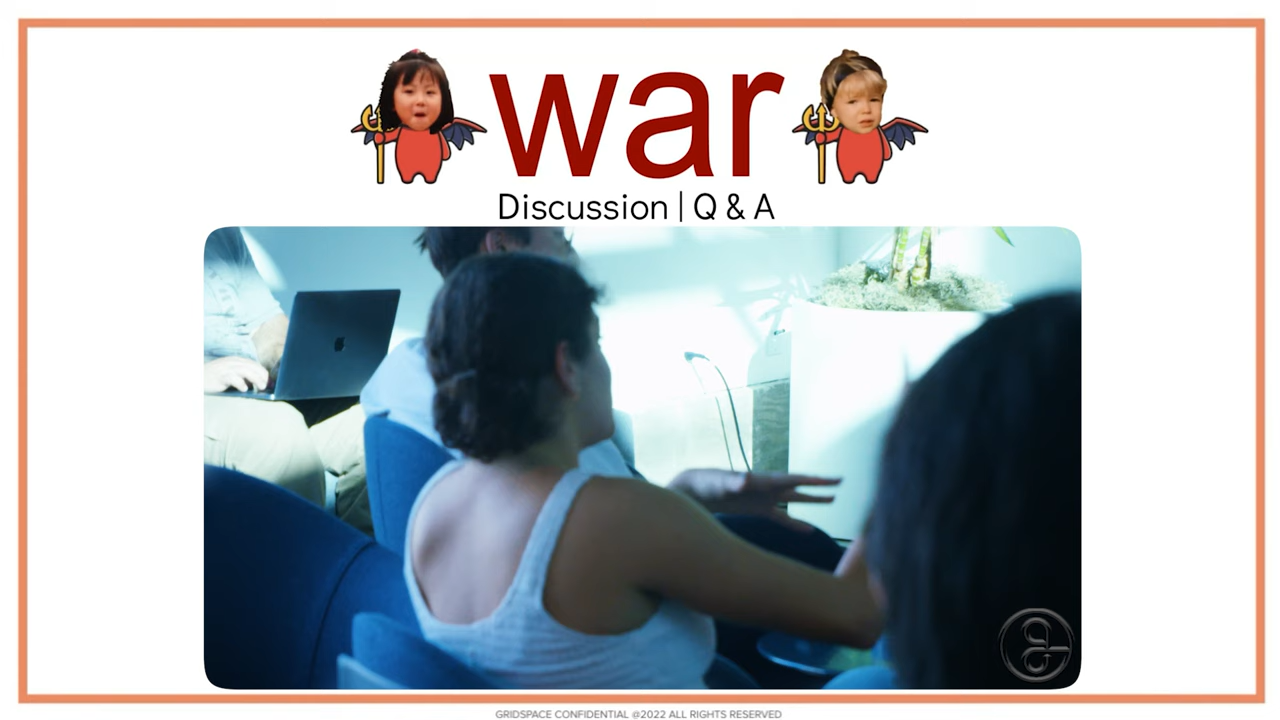 war
Discussion | Q & A
GRIDSPACE CONFIDENTIAL @2022 ALL RIGHTS RESERVED